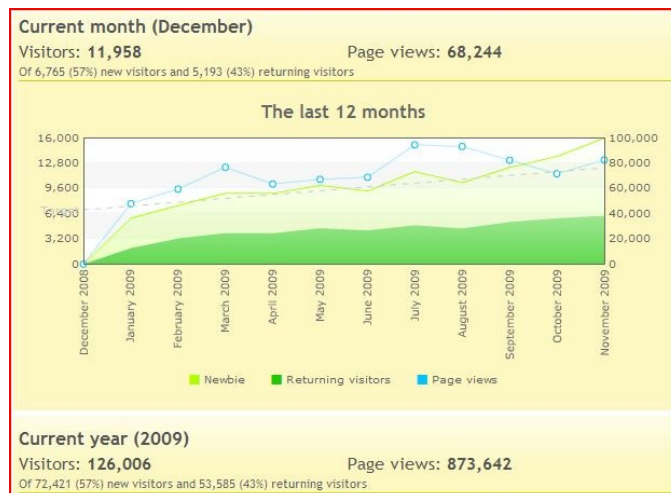 Current month (December)
Visitors: 11,958 Page views: 68,244
Of 6,765 (57%) new visitors and 5,193 (43%) returning visitors
The last 12 months
16,000 100,000
12,800 80,000
9,600 60,000
6,400 40,000
3,200 20,000
0 0
December 2008
January 2009
February 2009
March 2009
April 2009
May 2009
June 2009
July 2009
August 2009
September 2009
October 2009
November 2009
Newbie Returning visitors Page views
Current year (2009)
Visitors: 126,006 Page views: 873,642
Of 72,421 (57%) new visitors and 53,585 (43%) returning visitors